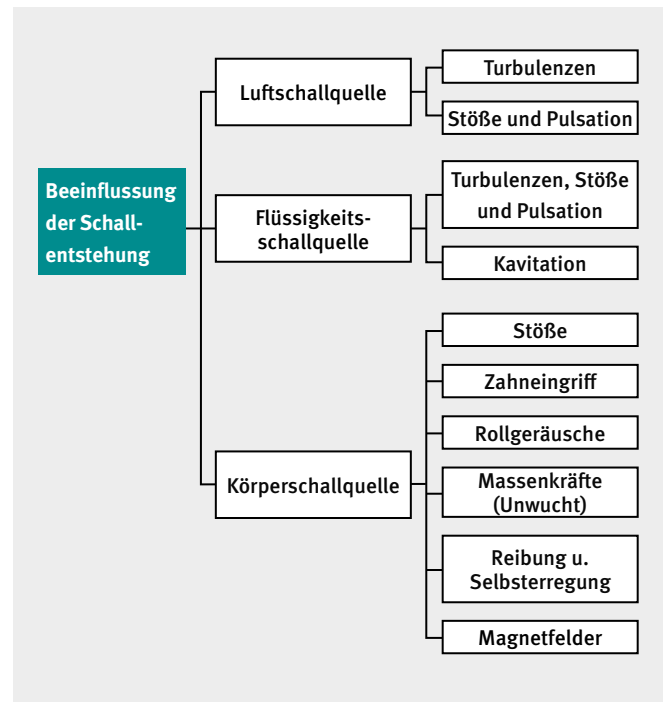 Beeinflussung
der Schall-
entstehung
Luftschallquelle
Turbulenzen
Stöße und Pulsation
Flüssigkeits-
schallquelle
Turbulenzen, Stöße
und Pulsation
Kavitation
Körperschallquelle
Stöße
Zahneingriff
Rollgeräusche
Massenkräfte
(Unwucht)
Reibung u.
Selbsterregung
Magnetfelder